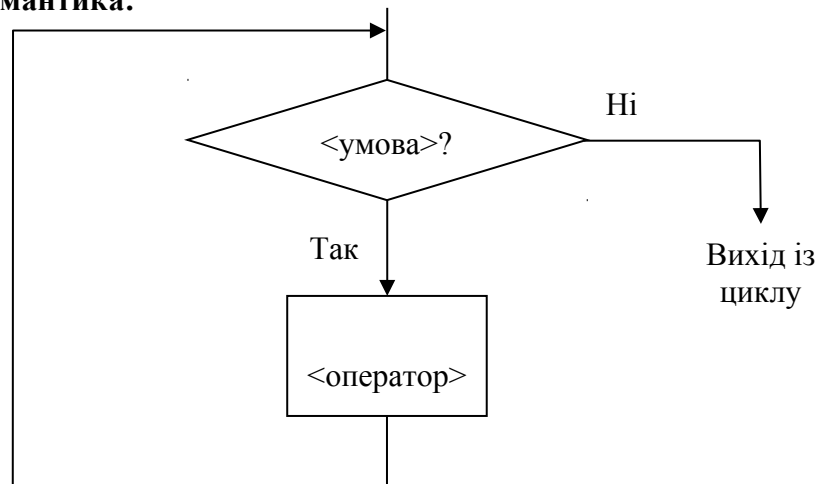 мантика:
Ні
<умова>?
Так
Вихід із
циклу
<оператор>